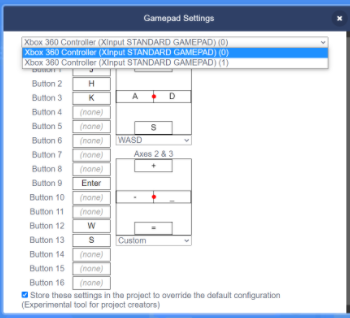 Gamepad Settings
×
Xbox 360 Controller (XInput STANDARD GAMEPAD) (0)
Xbox 360 Controller (XInput STANDARD GAMEPAD) (0)
Xbox 360 Controller (XInput STANDARD GAMEPAD) (1)
Button 1
Button 2 H
Button 3 K A D
Button 4 (none)
Button 5 (none) S
Button 6 (none) WASD
Button 7 (none) Axes 2 & 3
Button 8 (none) +
Button 9 Enter
Button 10 (none) - _
Button 11 (none)
Button 12 W =
Button 13 S Custom
Button 14 (none)
Button 15 (none)
Button 16 (none)
Store these settings in the project to override the default configuration
(Experimental tool for project creators)